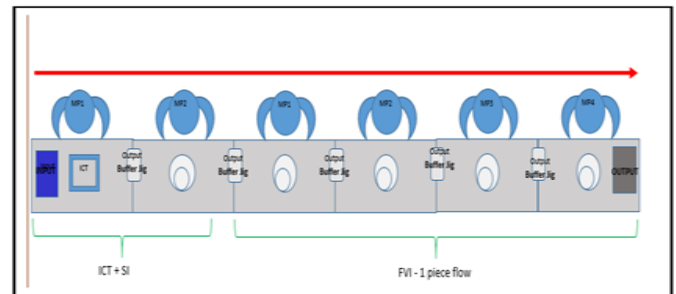 MP1
MP2
MP1
MP2
MP3
MP4
INPUT
ICT
Output
Buffer Jig
Output
Buffer Jig
Output
Buffer Jig
Output
Buffer Jig
Output
Buffer Jig
OUTPUT
ICT + SI
FVI - 1 piece flow